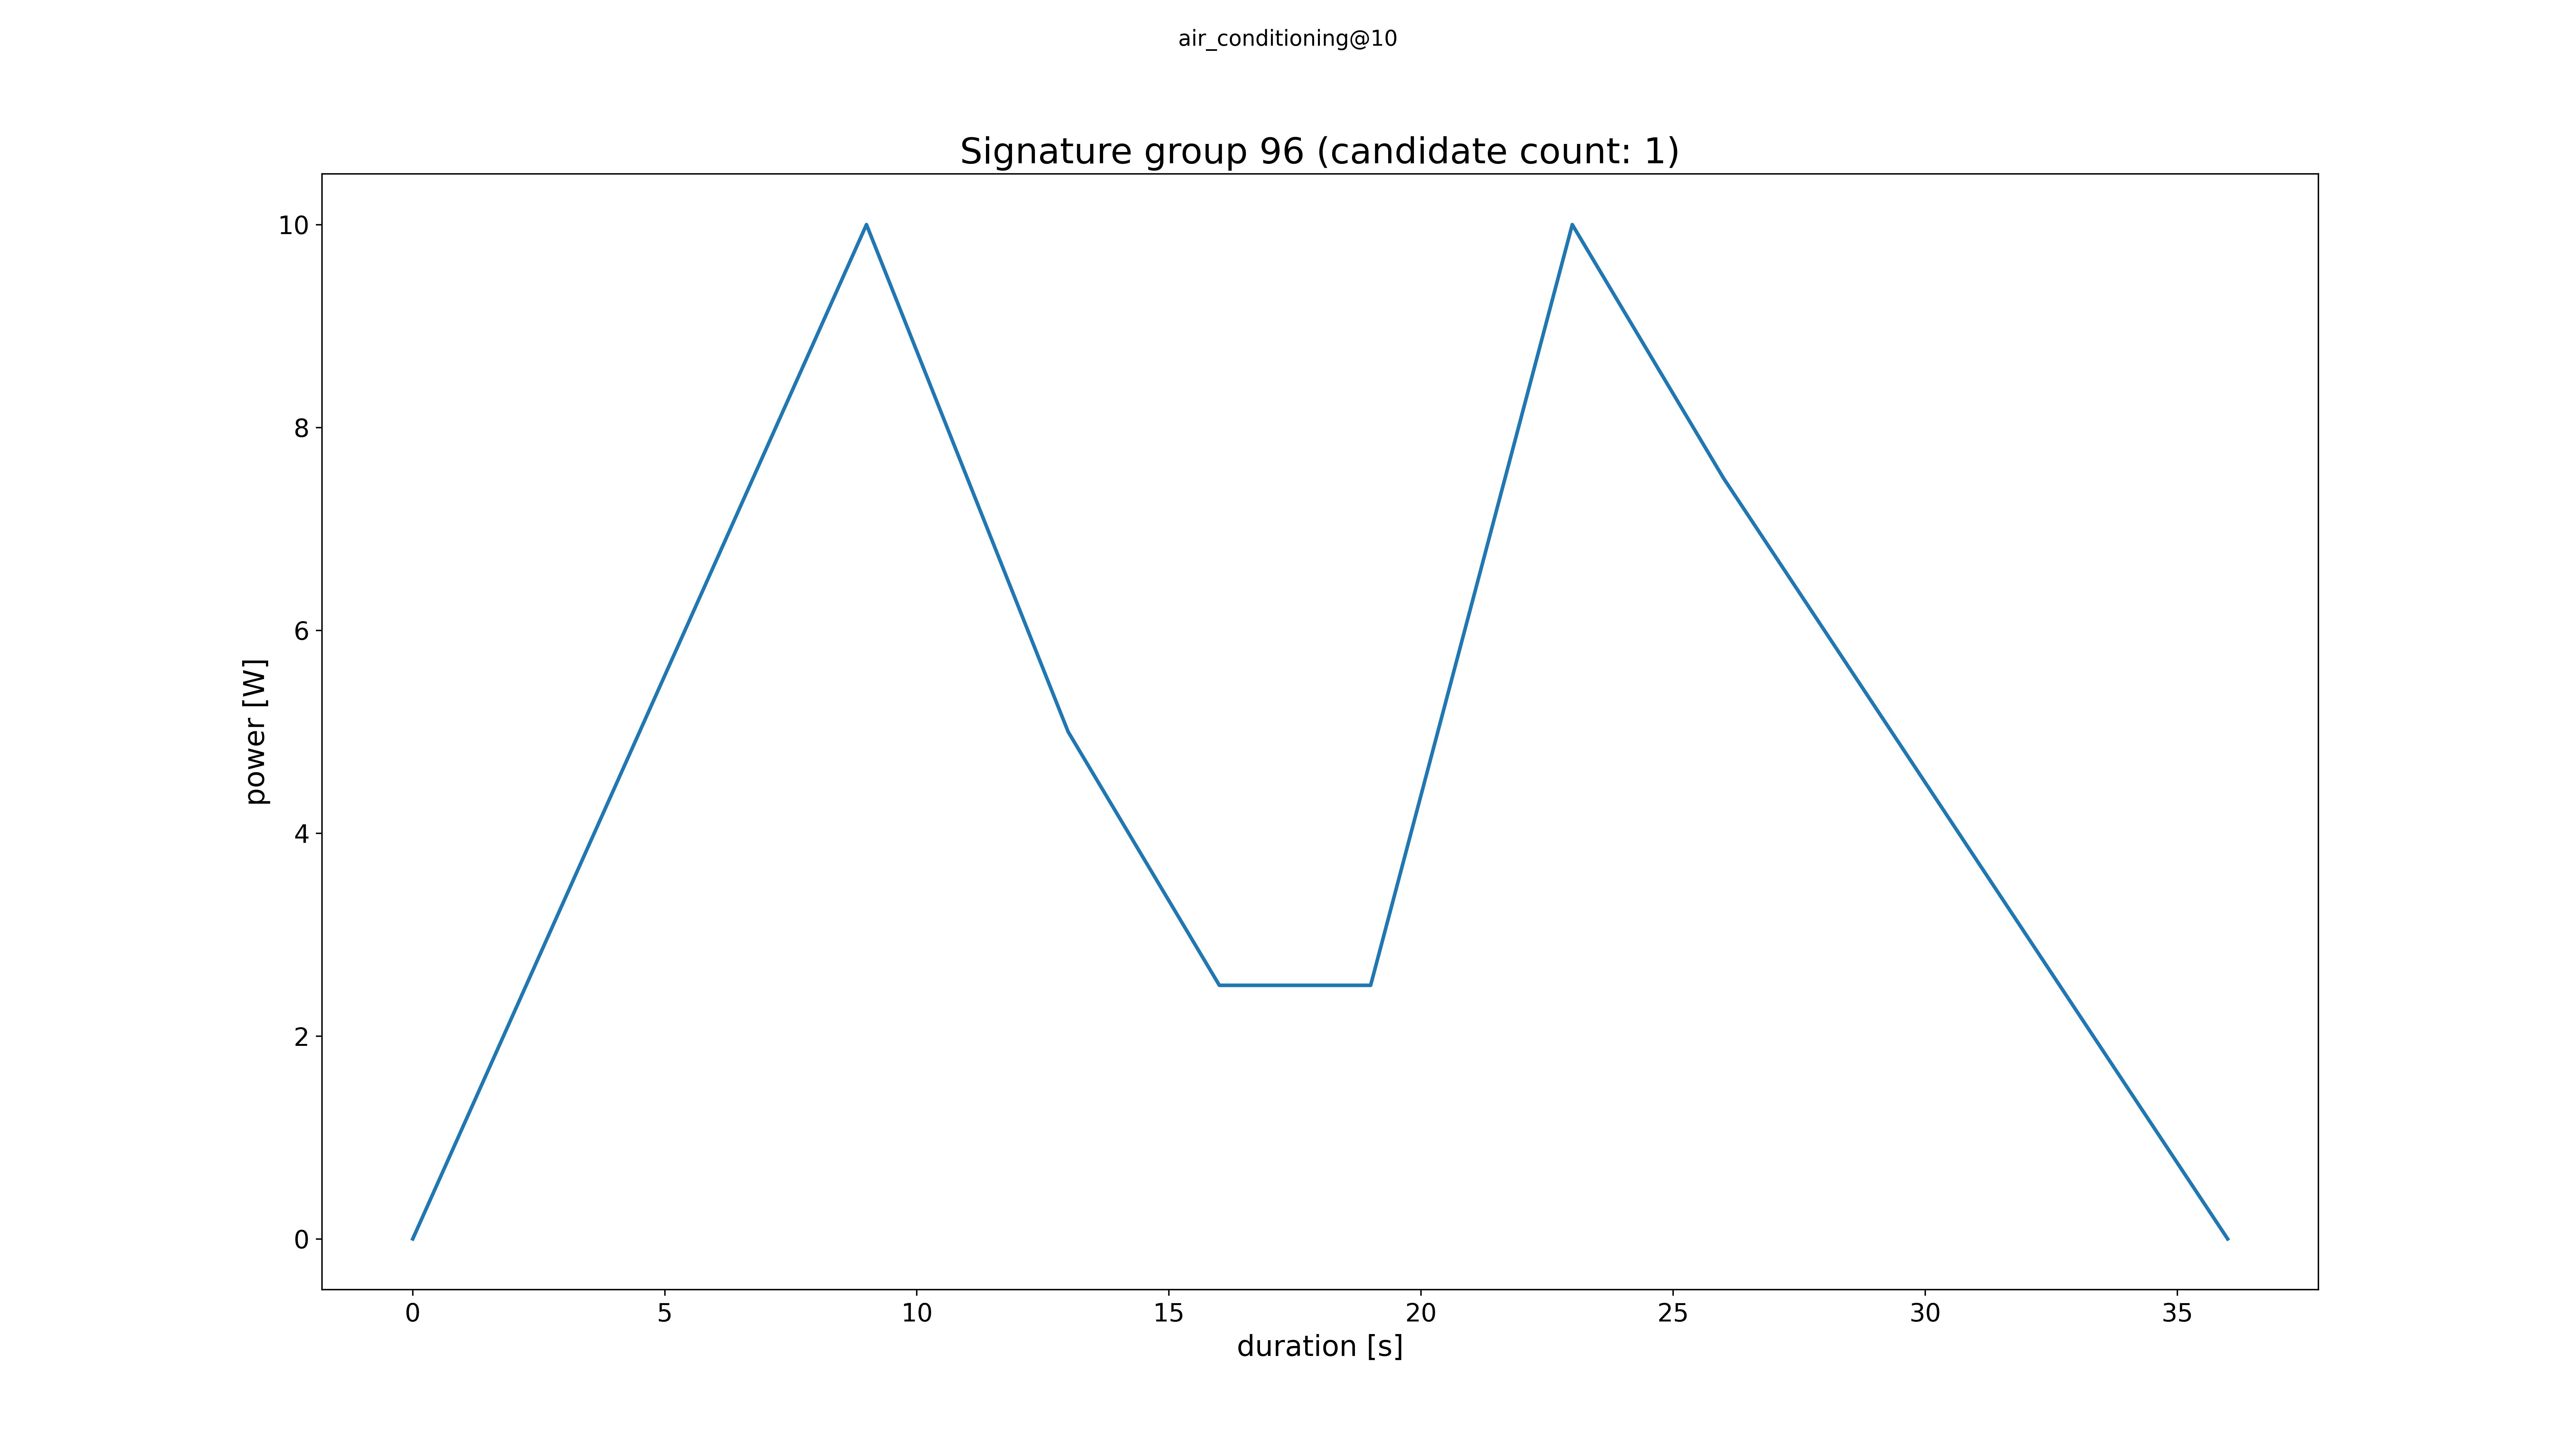 air_conditioning@10
Signature group 96 (candidate count: 1)
10
8
6
4
2
0
power [W]
0 5 10 15 20 25 30 35
duration [s]